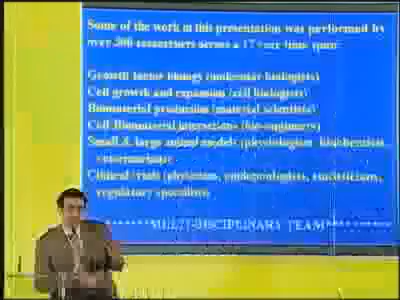 Some of the work in this presentation was performed by
over 300 researchers across a 17 year time span:
Growth factor biology (molecular biologists)
Cell growth and expansion (cell biologists)
Biomaterial production (material scientists)
Cell-Biomaterial interactions (bio-engineers)
Small & large animal models (physiologists, biochemists,
veterinarians)
Clinical trials (physicians, epidemiologists, statisticians,
regulatory specialists)
MULTI-DISCIPLINARY TEAM